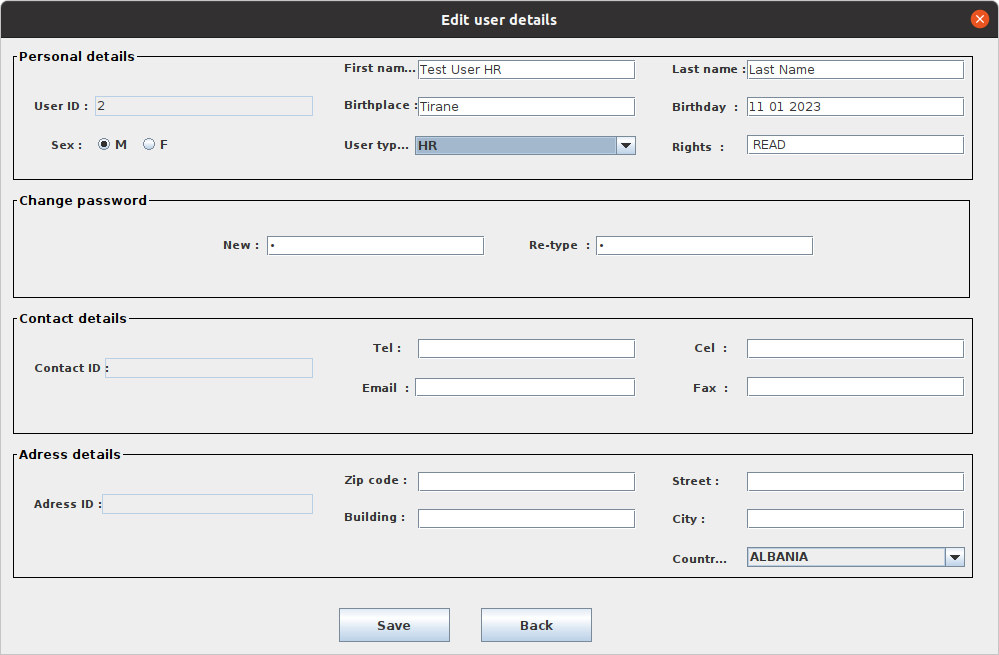 Edit user details
Personal details
First nam... Test User HR
Last name : Last Name
User ID : 2
Birthplace : Tirane
Birthday : 11 01 2023
Sex : M F
User typ... HR
Rights : READ
Change password
New : •
Re-type : •
Contact details
Tel :
Cel :
Contact ID :
Email :
Fax :
Adress details
Zip code :
Street :
Adress ID :
Building :
City :
Countr... ALBANIA
Save
Back